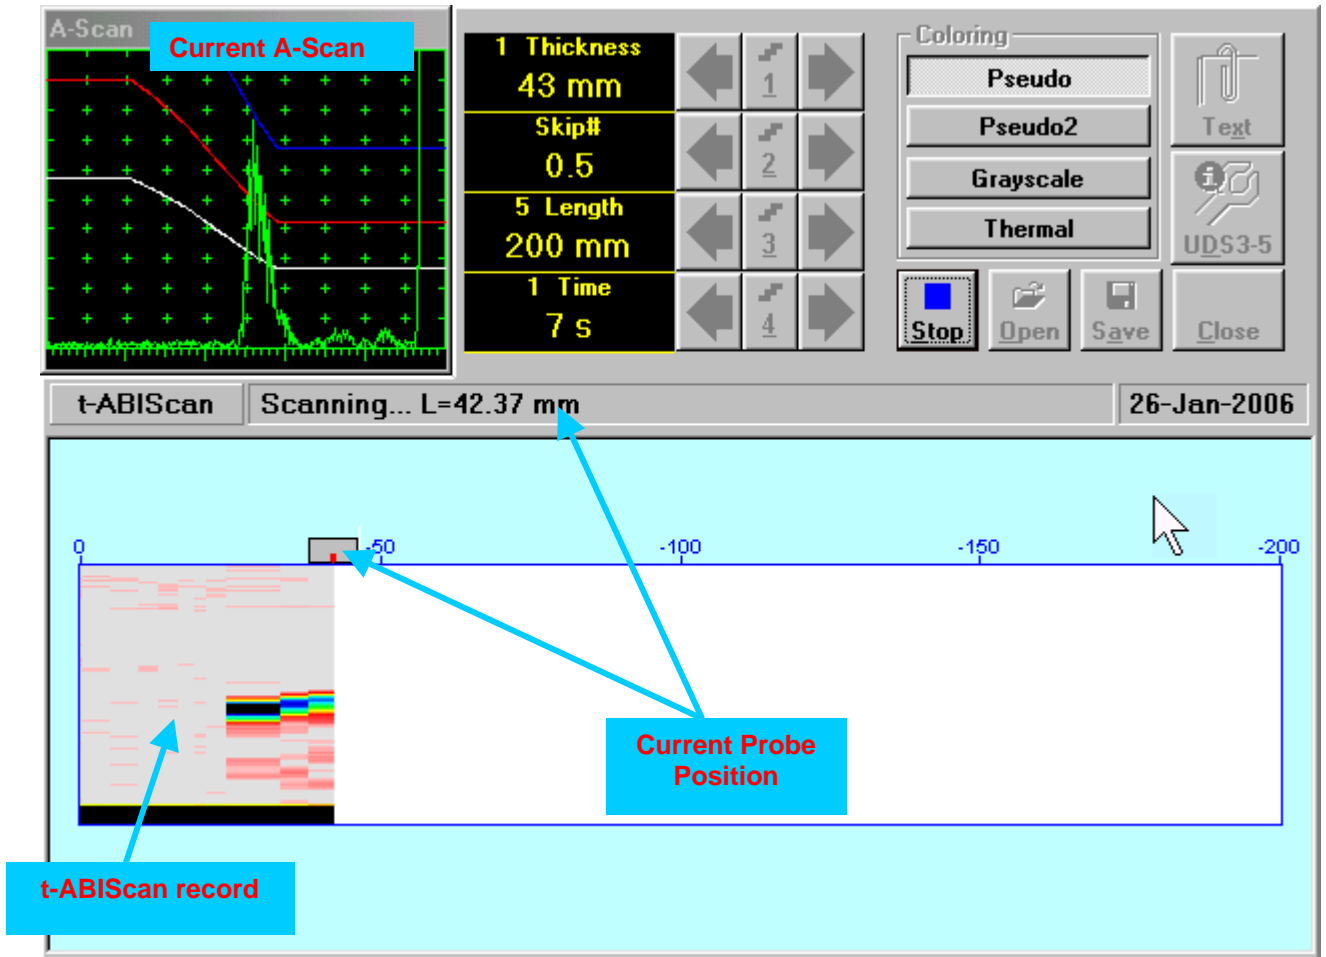 A-Scan
Current A-Scan
1 Thickness
43 mm
Skip#
0.5
5 Length
200 mm
1 Time
7 s
1
2
3
4
Coloring
Pseudo
Pseudo2
Grayscale
Thermal
Text
UDS3-5
Stop
Open
Save
Close
t-ABIScan
Scanning... L=42.37 mm
26-Jan-2006
0
-50
-100
-150
-200
Current Probe
Position
t-ABIScan record